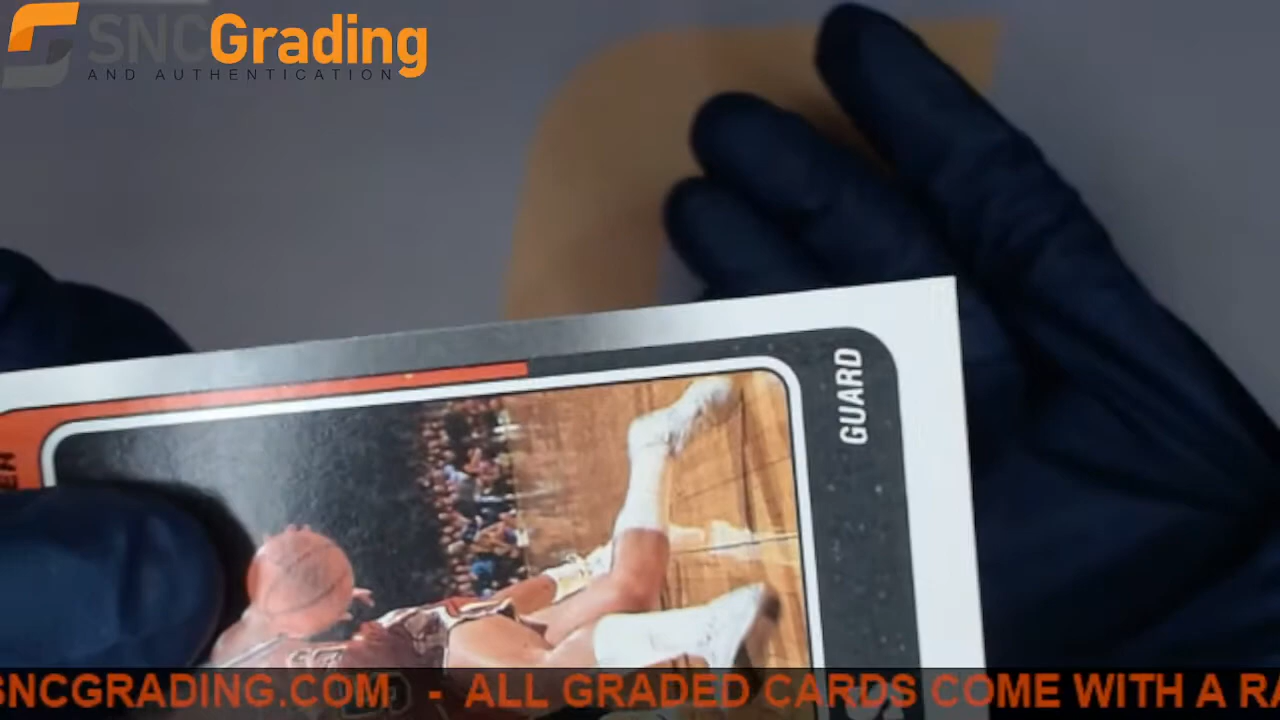 SNCGrading
AND AUTHENTICATION
GUARD
SNCGRADING.COM - ALL GRADED CARDS COME WITH A RA